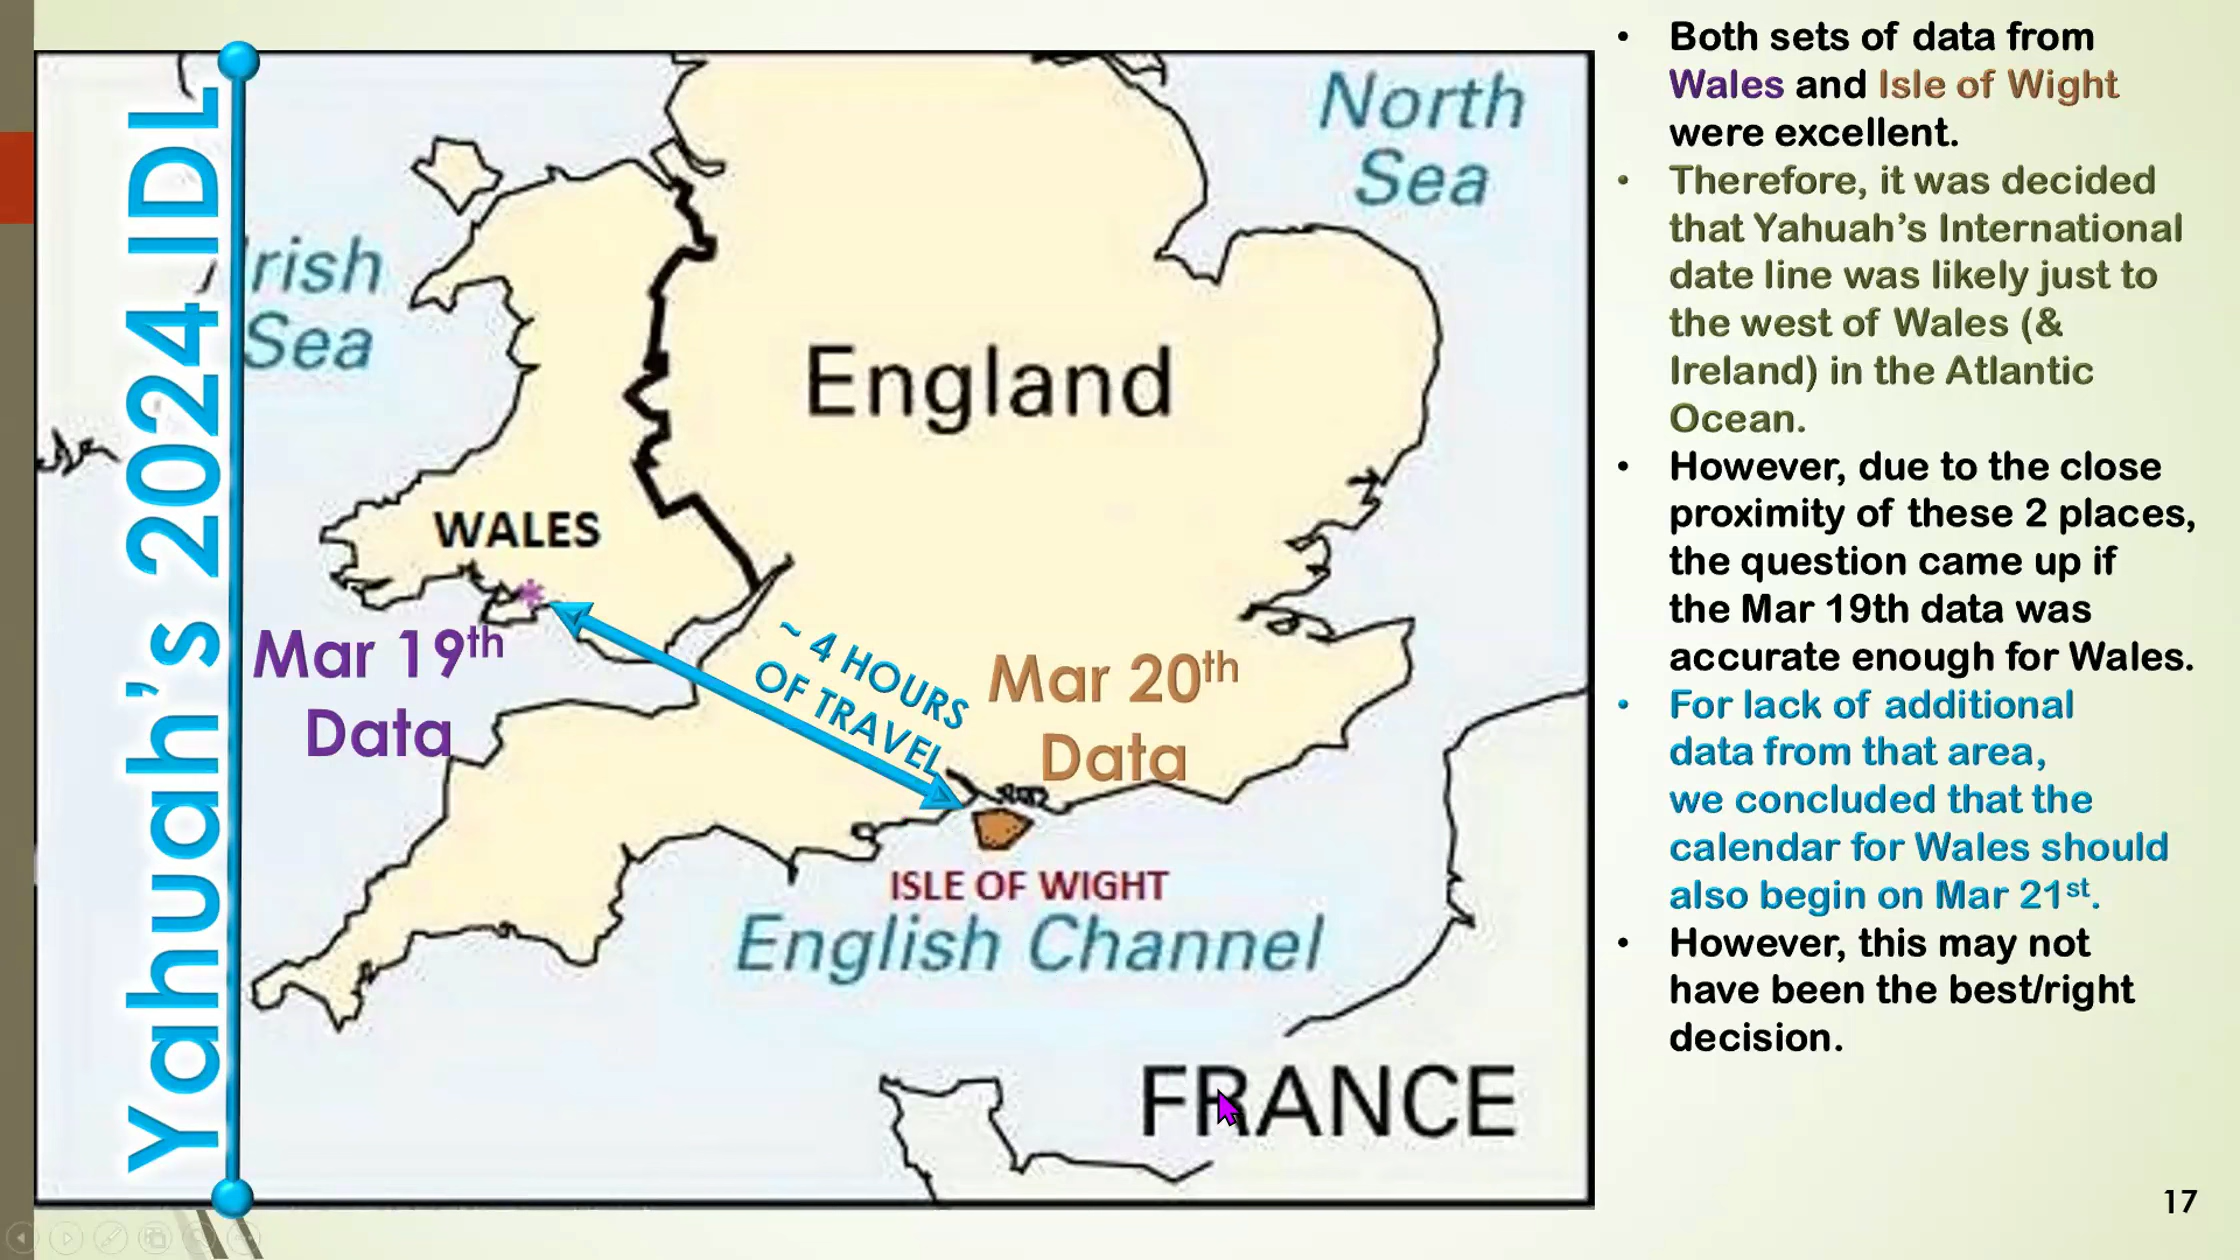 Yahuah's 2024 IDL
North
Sea
Irish
Sea
England
WALES
Mar 19th
Data
~ 4 HOURS
OF TRAVEL
Mar 20th
Data
ISLE OF WIGHT
English Channel
FRANCE
• Both sets of data from
Wales and Isle of Wight
were excellent.
• Therefore, it was decided
that Yahuah's International
date line was likely just to
the west of Wales (&
Ireland) in the Atlantic
Ocean.
• However, due to the close
proximity of these 2 places,
the question came up if
the Mar 19th data was
accurate enough for Wales.
• For lack of additional
data from that area,
we concluded that the
calendar for Wales should
also begin on Mar 21st.
• However, this may not
have been the best/right
decision.
17